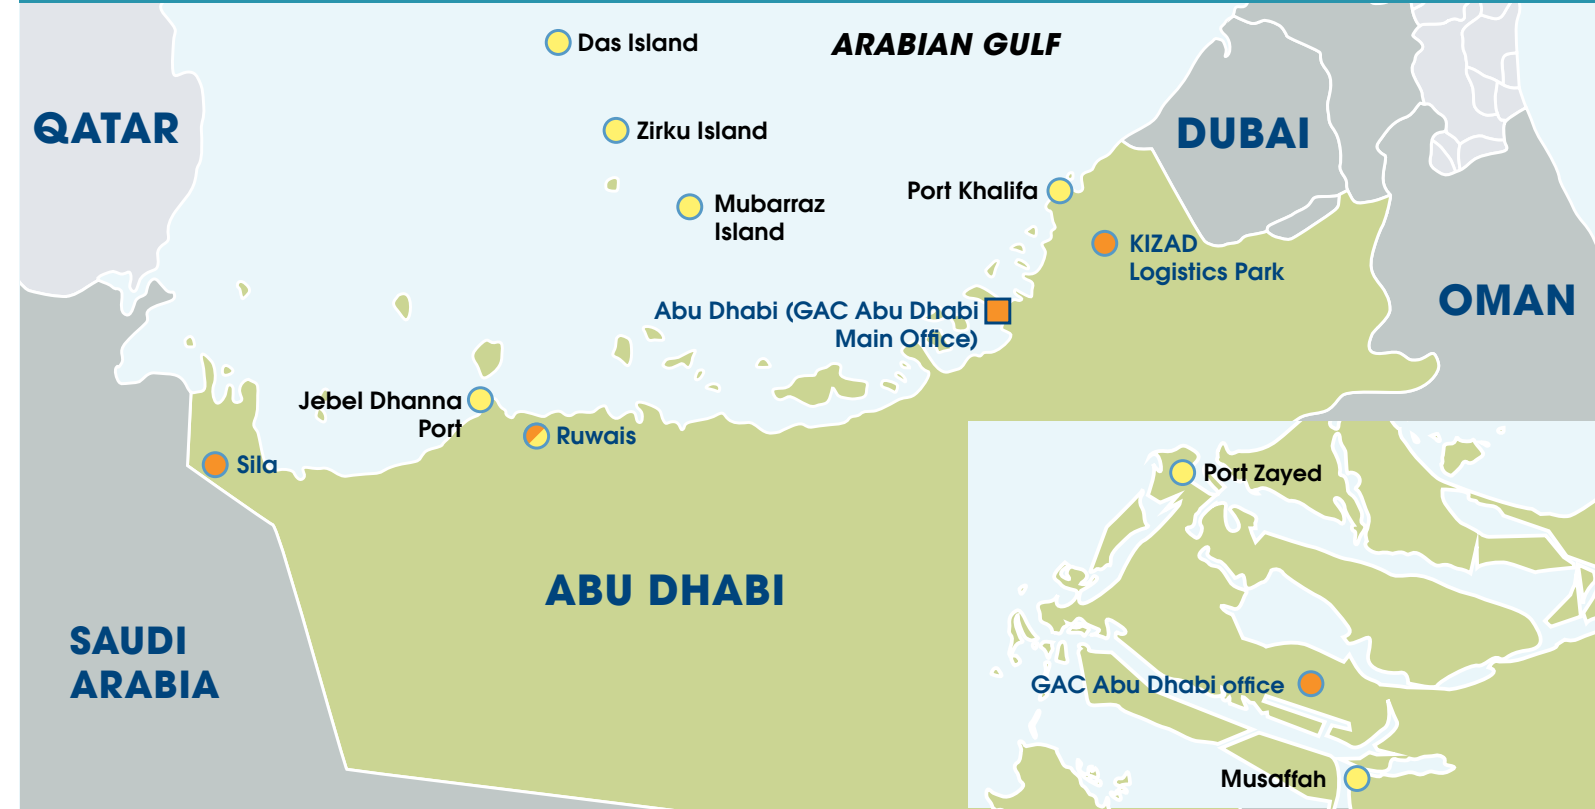 Das Island
ARABIAN GULF
QATAR
Zirku Island
DUBAI
Port Khalifa
Mubarraz
Island
KIZAD
Logistics Park
OMAN
Abu Dhabi (GAC Abu Dhabi
Main Office)
Jebel Dhanna
Port
Ruwais
Sila
Port Zayed
ABU DHABI
SAUDI
ARABIA
GAC Abu Dhabi office
Musaffah